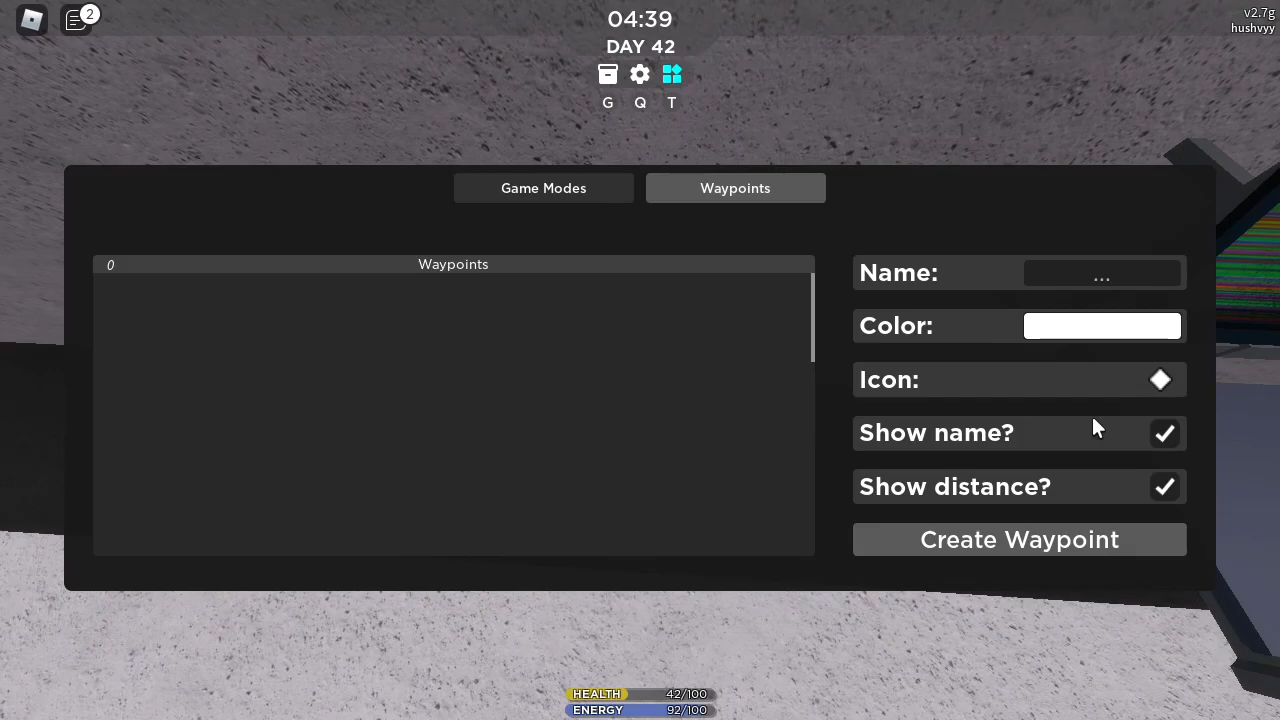 2
04:39
DAY 42
G Q T
v2.7g
hushvyy
Game Modes
Waypoints
0
Waypoints
Name:
...
Color:
Icon:
Show name?
Show distance?
Create Waypoint
HEALTH 42/100
ENERGY 92/100